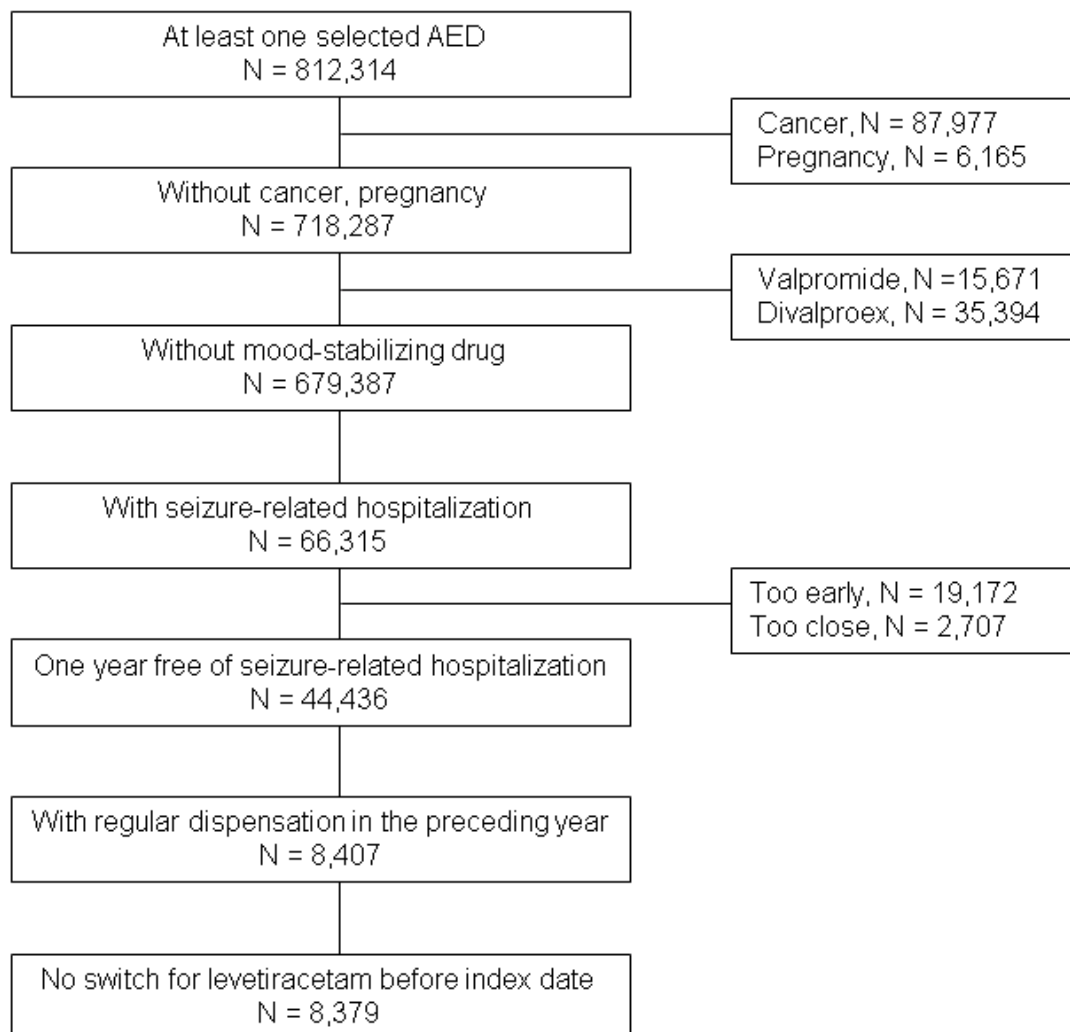 At least one selected AED
N = 812,314
Cancer, N = 87,977
Pregnancy, N = 6,165
Without cancer, pregnancy
N = 718,287
Valpromide, N =15,671
Divalproex, N = 35,394
Without mood-stabilizing drug
N = 679,387
With seizure-related hospitalization
N = 66,315
Too early, N = 19,172
Too close, N = 2,707
One year free of seizure-related hospitalization
N = 44,436
With regular dispensation in the preceding year
N = 8,407
No switch for levetiracetam before index date
N = 8,379